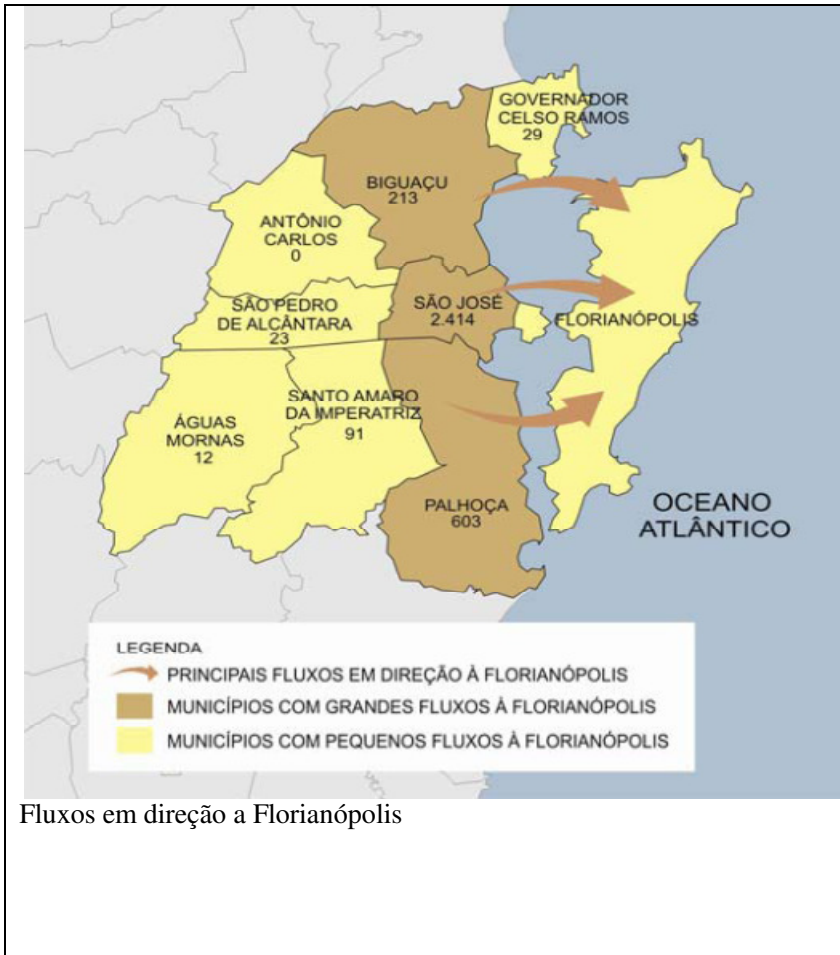 GOVERNADOR
CELSO RAMOS
29
BIGUAÇU
213
ANTÔNIO
CARLOS
0
SÃO JOSÉ
2.414
SÃO PEDRO
DE ALCÂNTARA
23
FLORIANÓPOLIS
SANTO AMARO
DA IMPERATRIZ
91
ÁGUAS
MORNAS
12
PALHOÇA
603
OCEANO
ATLÂNTICO
LEGENDA
PRINCIPAIS FLUXOS EM DIREÇÃO À FLORIANÓPOLIS
MUNICÍPIOS COM GRANDES FLUXOS À FLORIANÓPOLIS
MUNICÍPIOS COM PEQUENOS FLUXOS À FLORIANÓPOLIS
Fluxos em direção a Florianópolis